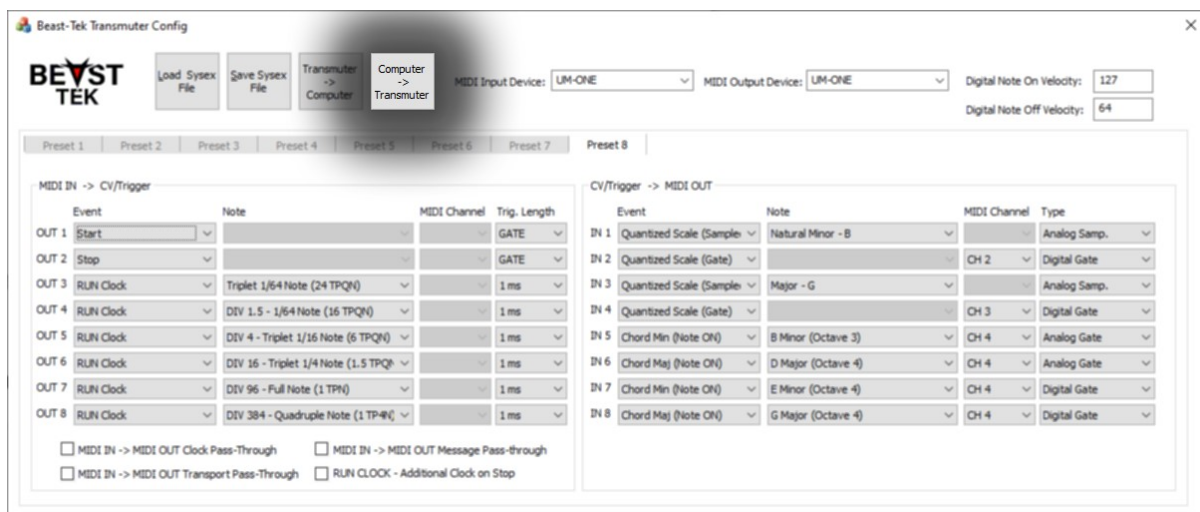 Beast-Tek Transmuter Config
BEAST
TEK
Load Sysex
File
Save Sysex
File
Transmuter
->
Computer
Computer
->
Transmuter
MIDI Input Device: UM-ONE
MIDI Output Device: UM-ONE
Digital Note On Velocity: 127
Digital Note Off Velocity: 64
Preset 1 Preset 2 Preset 3 Preset 4 Preset 5 Preset 6 Preset 7 Preset 8
MIDI IN -> CV/Trigger
Event Note MIDI Channel Trig. Length
OUT 1 Start GATE
OUT 2 Stop GATE
OUT 3 RUN Clock Triplet 1/64 Note (24 TPQN) 1 ms
OUT 4 RUN Clock DIV 1.5 - 1/64 Note (16 TPQN) 1 ms
OUT 5 RUN Clock DIV 4 - Triplet 1/16 Note (6 TPQN) 1 ms
OUT 6 RUN Clock DIV 16 - Triplet 1/4 Note (1.5 TPQN 1 ms
OUT 7 RUN Clock DIV 96 - Full Note (1 TPN) 1 ms
OUT 8 RUN Clock DIV 384 - Quadruple Note (1 TP4N) 1 ms
MIDI IN -> MIDI OUT Clock Pass-Through
MIDI IN -> MIDI OUT Message Pass-through
MIDI IN -> MIDI OUT Transport Pass-Through
RUN CLOCK - Additional Clock on Stop
CV/Trigger -> MIDI OUT
Event Note MIDI Channel Type
IN 1 Quantized Scale (Sample Natural Minor - B Analog Samp.
IN 2 Quantized Scale (Gate) CH 2 Digital Gate
IN 3 Quantized Scale (Sample Major - G Analog Samp.
IN 4 Quantized Scale (Gate) CH 3 Digital Gate
IN 5 Chord Min (Note ON) B Minor (Octave 3) CH 4 Analog Gate
IN 6 Chord Maj (Note ON) D Major (Octave 4) CH 4 Analog Gate
IN 7 Chord Min (Note ON) E Minor (Octave 4) CH 4 Digital Gate
IN 8 Chord Maj (Note ON) G Major (Octave 4) CH 4 Digital Gate